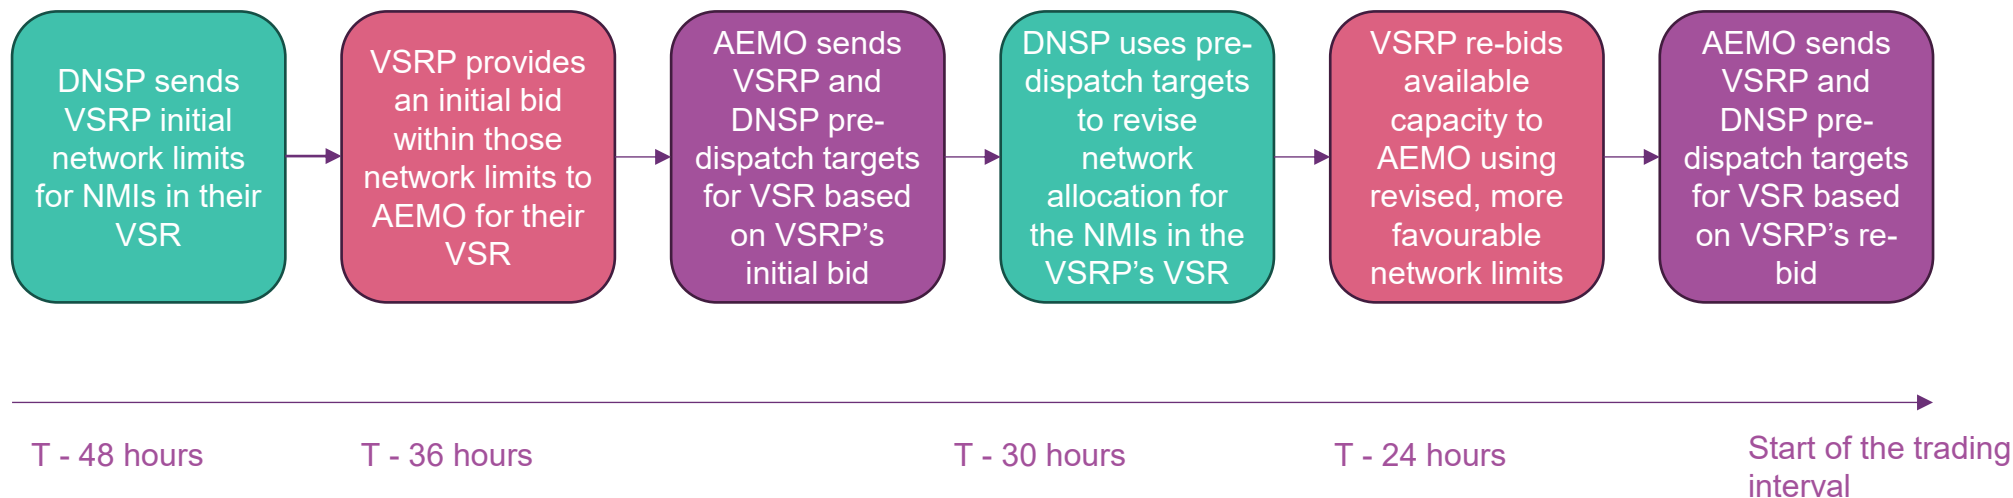 DNSP sends
VSRP initial
network limits
for NMIs in their
VSR
VSRP provides
an initial bid
within those
network limits to
AEMO for their
VSR
AEMO sends
VSRP and
DNSP pre-
dispatch targets
for VSR based
on VSRP’s
initial bid
DNSP uses pre-
dispatch targets
to revise
network
allocation for
the NMIs in the
VSRP’s VSR
VSRP re-bids
available
capacity to
AEMO using
revised, more
favourable
network limits
AEMO sends
VSRP and
DNSP pre-
dispatch targets
for VSR based
on VSRP’s re-
bid
T - 48 hours
T - 36 hours
T - 30 hours
T - 24 hours
Start of the trading
interval